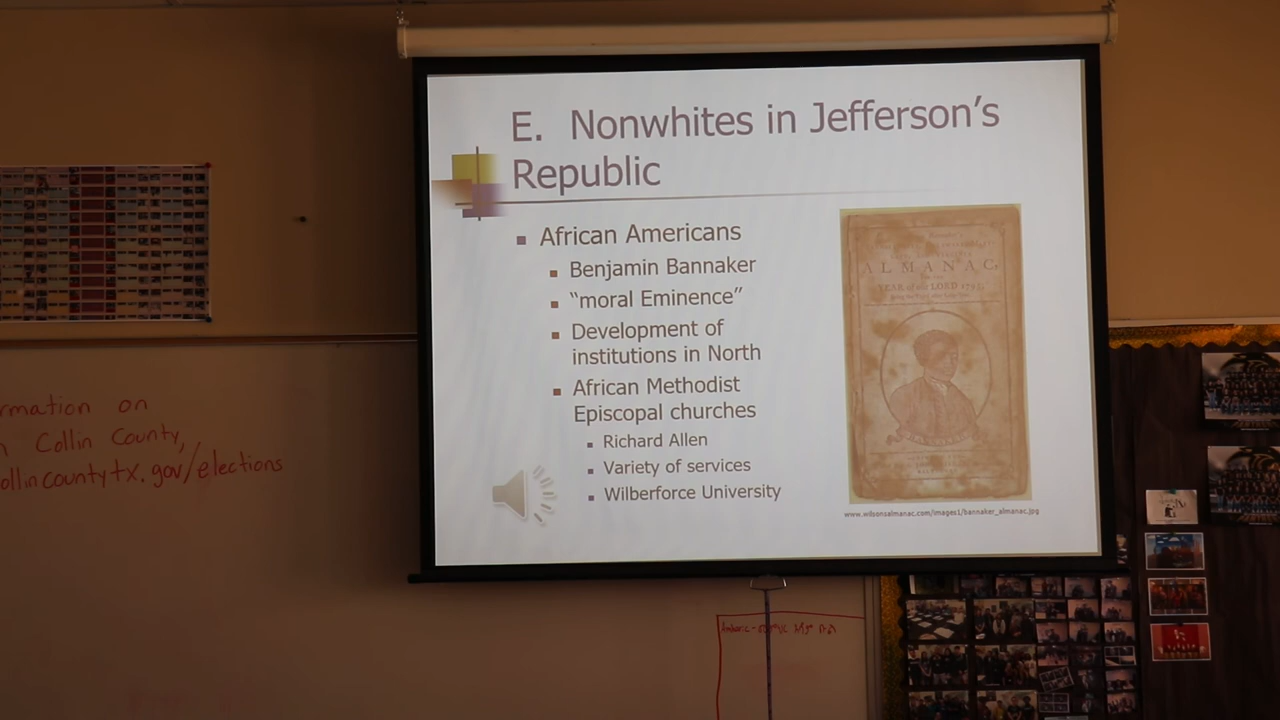 E. Nonwhites in Jefferson's
Republic
African Americans
Benjamin Bannaker
"moral Eminence"
Development of
institutions in North
African Methodist
Episcopal churches
Richard Allen
Variety of services
Wilberforce University
ALMANAC,
YEAR of our LORD 1795
www.wilsonsalmanac.com/images1/bannaker_almanac.jpg
rmation on
Collin County,
ollincountytx.gov/elections